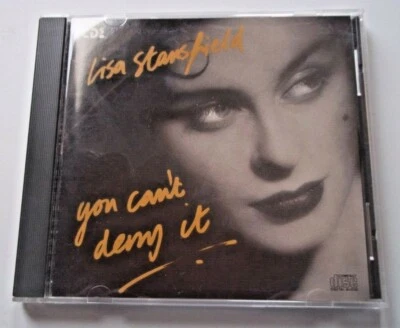 Lisa Stansfield
you can't
deny it